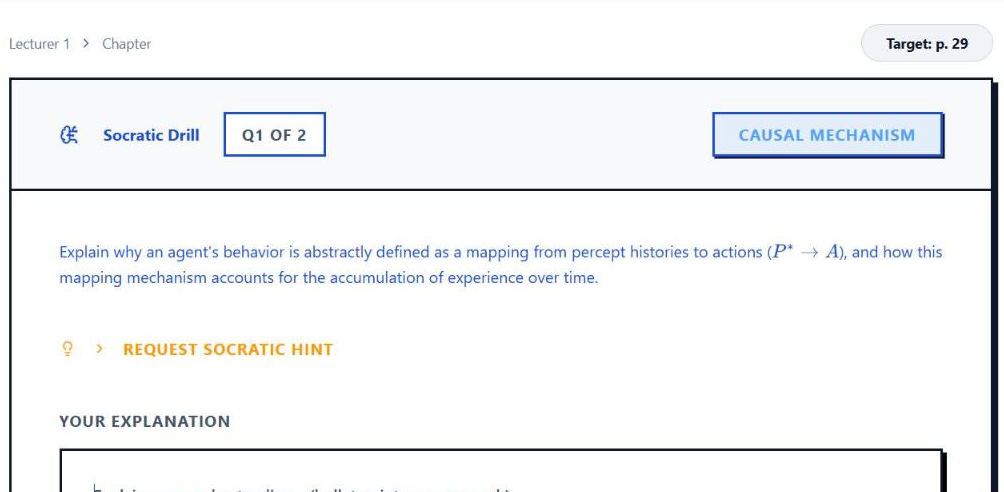 Lecturer 1 > Chapter
Target: p. 29
Socratic Drill
Q1 OF 2
CAUSAL MECHANISM
Explain why an agent's behavior is abstractly defined as a mapping from percept histories to actions (P* → A), and how this
mapping mechanism accounts for the accumulation of experience over time.
> REQUEST SOCRATIC HINT
YOUR EXPLANATION